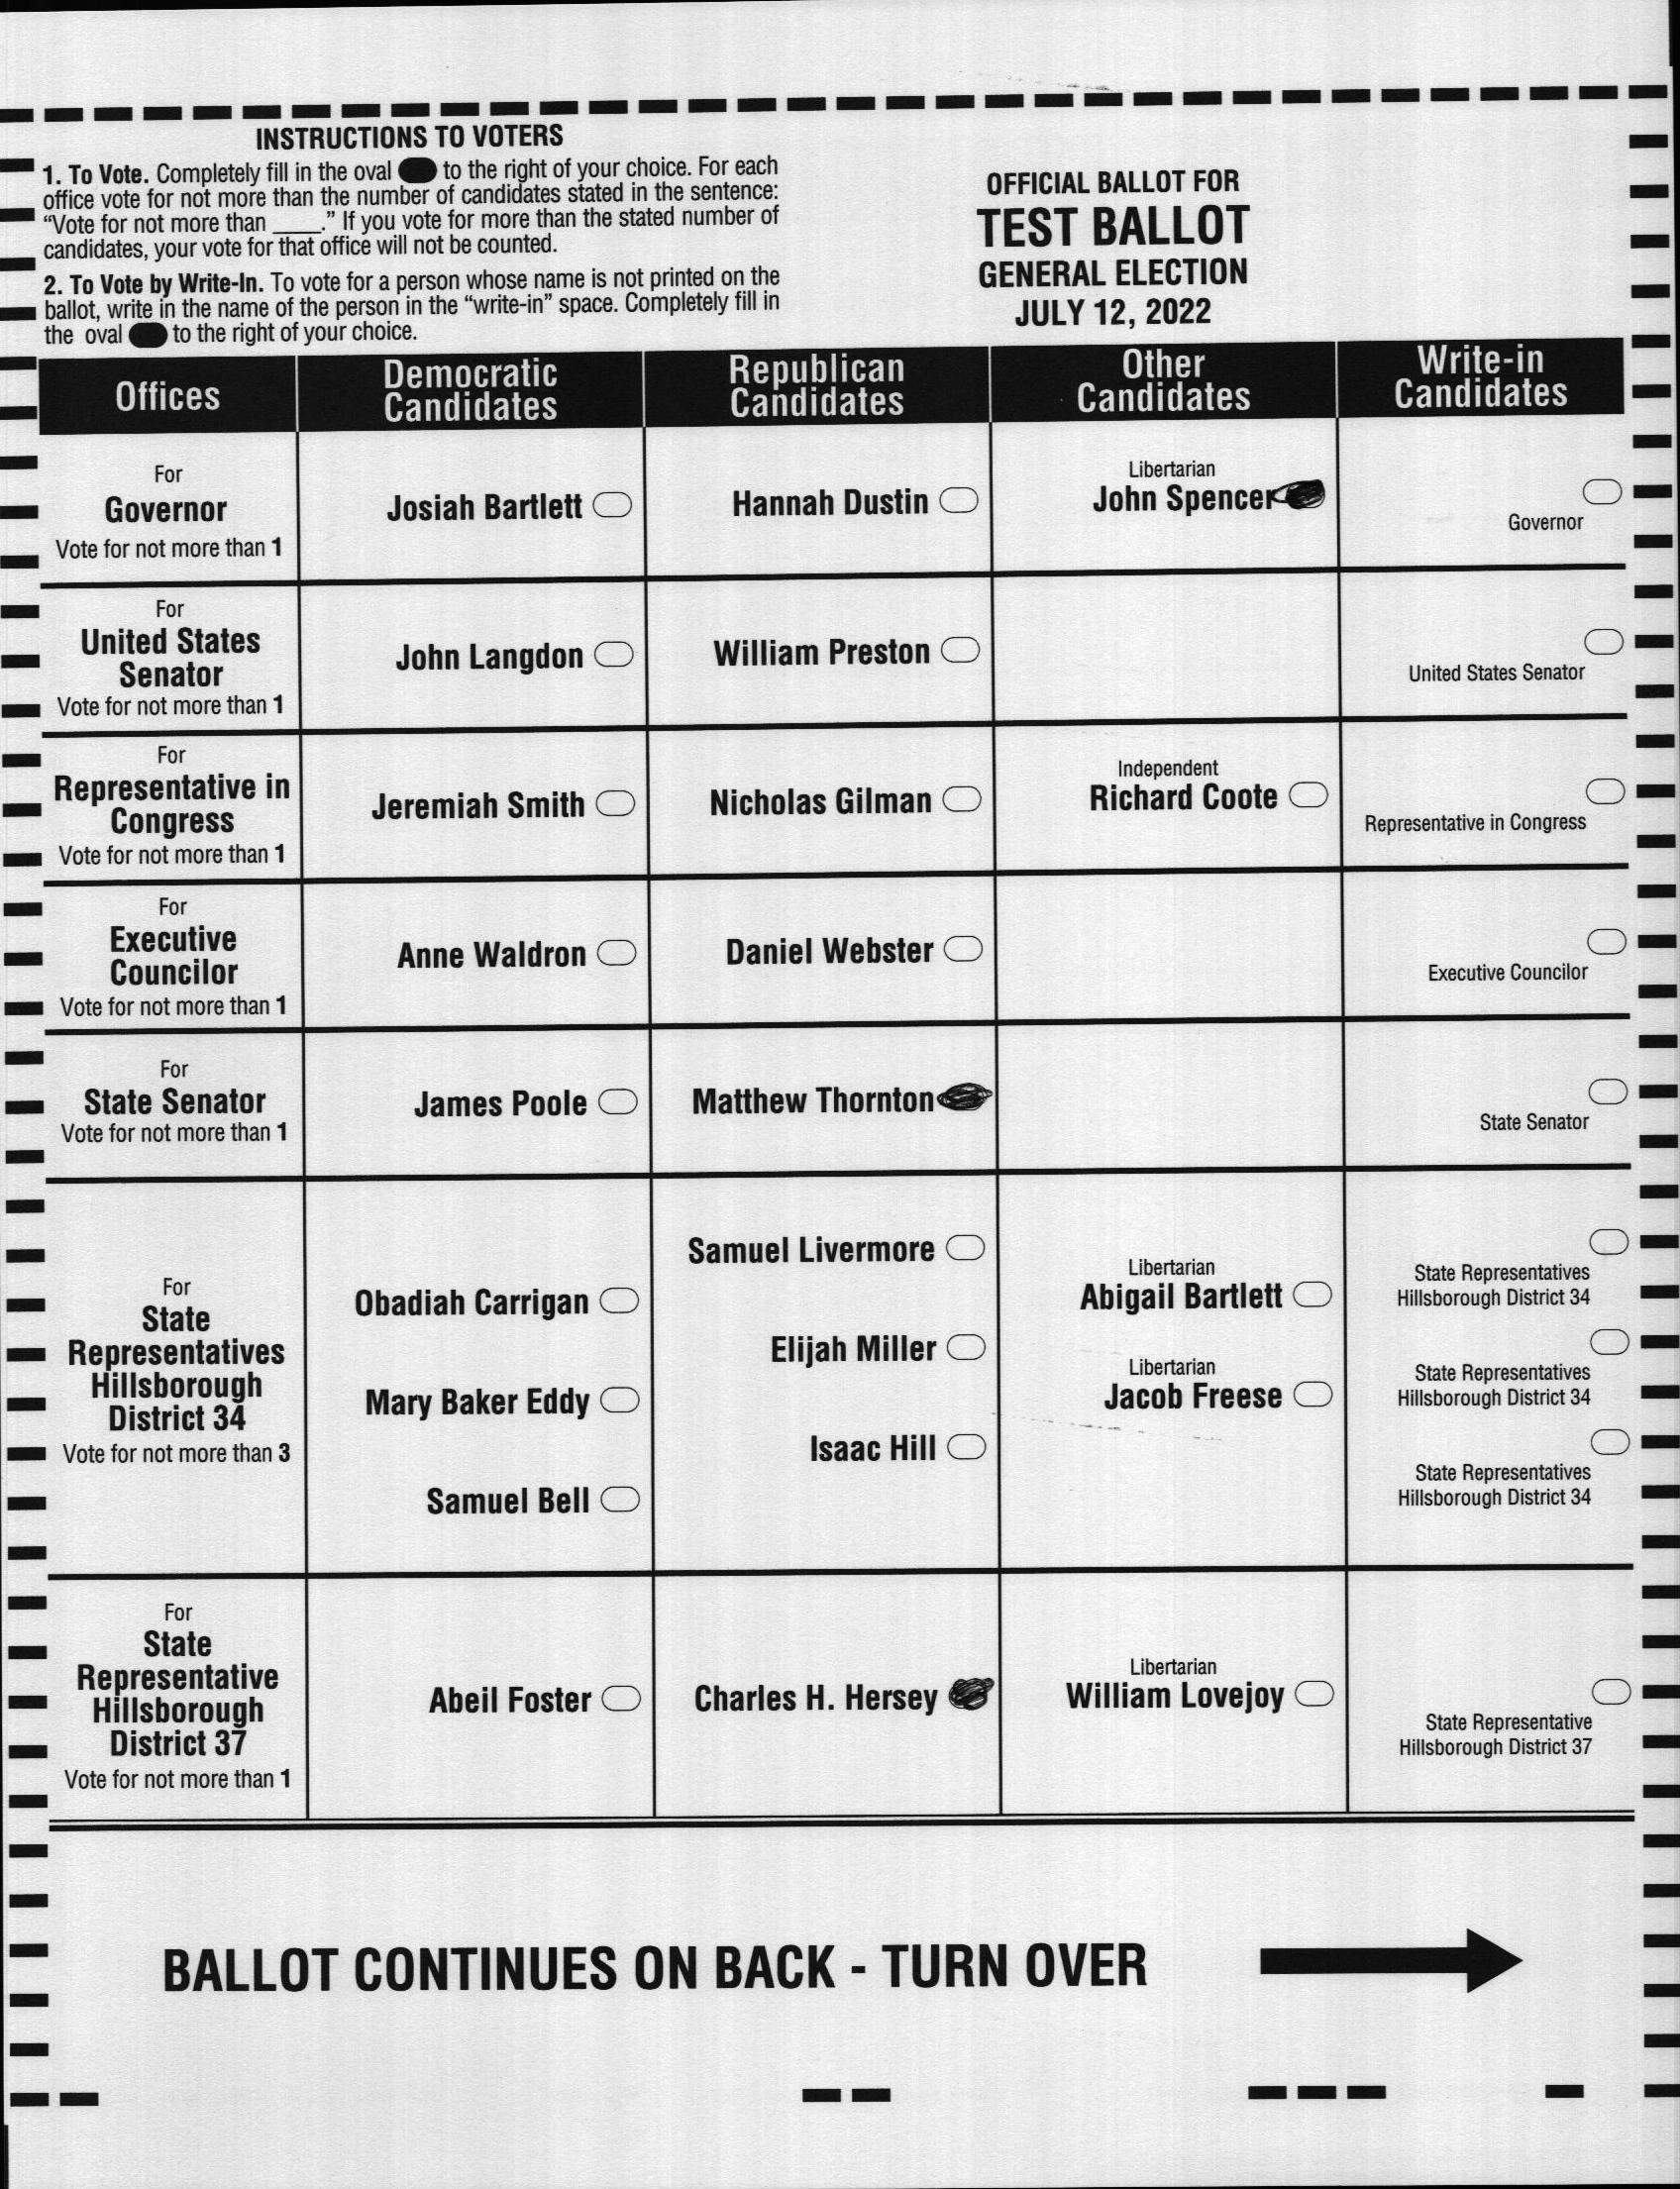 INSTRUCTIONS TO VOTERS
1. To Vote. Completely fill in the oval to the right of your choice. For each
office vote for not more than the number of candidates stated in the sentence:
“Vote for not more than ____.” If you vote for more than the stated number of
candidates, your vote for that office will not be counted.
2. To Vote by Write-In. To vote for a person whose name is not printed on the
ballot, write in the name of the person in the “write-in” space. Completely fill in
the oval to the right of your choice.
OFFICIAL BALLOT FOR
TEST BALLOT
GENERAL ELECTION
JULY 12, 2022
Offices
Democratic
Candidates
Republican
Candidates
Other
Candidates
Write-in
Candidates
For
Governor
Vote for not more than 1
Josiah Bartlett
Hannah Dustin
Libertarian
John Spencer
Governor
For
United States
Senator
Vote for not more than 1
John Langdon
William Preston
United States Senator
For
Representative in
Congress
Vote for not more than 1
Jeremiah Smith
Nicholas Gilman
Independent
Richard Coote
Representative in Congress
For
Executive
Councilor
Vote for not more than 1
Anne Waldron
Daniel Webster
Executive Councilor
For
State Senator
Vote for not more than 1
James Poole
Matthew Thornton
State Senator
For
State
Representatives
Hillsborough
District 34
Vote for not more than 3
Obadiah Carrigan
Mary Baker Eddy
Samuel Bell
Samuel Livermore
Elijah Miller
Isaac Hill
Libertarian
Abigail Bartlett
Libertarian
Jacob Freese
State Representatives
Hillsborough District 34
State Representatives
Hillsborough District 34
State Representatives
Hillsborough District 34
For
State
Representative
Hillsborough
District 37
Vote for not more than 1
Abeil Foster
Charles H. Hersey
Libertarian
William Lovejoy
State Representative
Hillsborough District 37
BALLOT CONTINUES ON BACK - TURN OVER